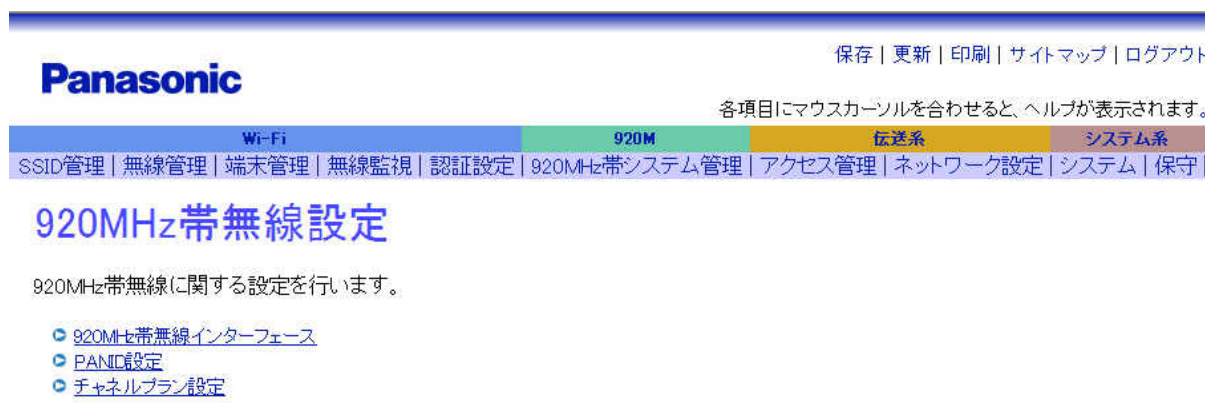 保存 | 更新 | 印刷 | サイトマップ | ログアウト
Panasonic
各項目にマウスカーソルを合わせると、ヘルプが表示されます。
Wi-Fi 920M 伝送系 システム系
SSID管理 | 無線管理 | 端末管理 | 無線監視 | 認証設定 | 920MHz帯システム管理 | アクセス管理 | ネットワーク設定 | システム | 保守 |
920MHz帯無線設定
920MHz帯無線に関する設定を行います。
920MHz帯無線インターフェース
PANID設定
チャネルプラン設定